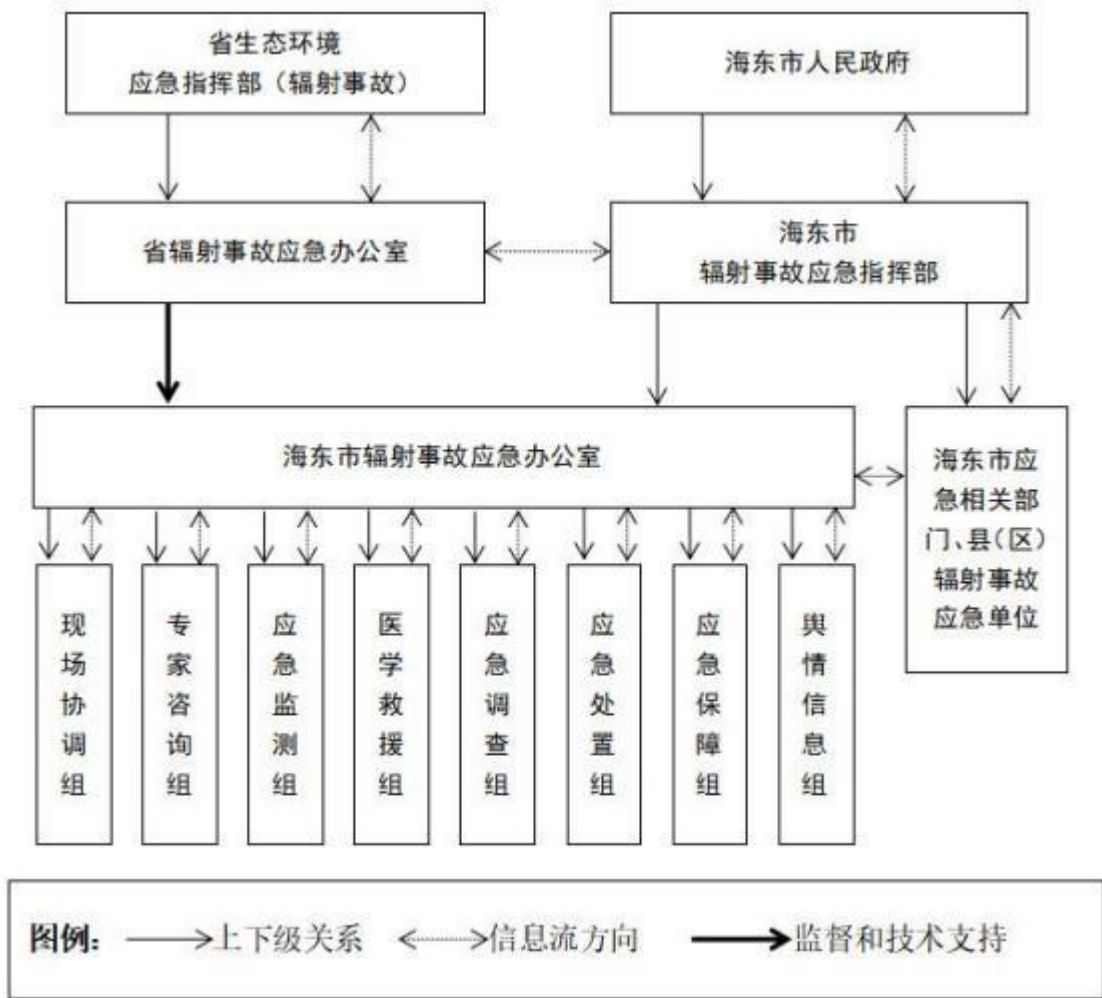 省生态环境
应急指挥部（辐射事故）
海东市人民政府
省辐射事故应急办公室
海东市
辐射事故应急指挥部
海东市辐射事故应急办公室
海东市应
急相关部
门、县（区）
辐射事故
应急单位
现场协调组
专家咨询组
应急监测组
医学救援组
应急调查组
应急处置组
应急保障组
舆情信息组
图例： 上下级关系 信息流方向 监督和技术支持